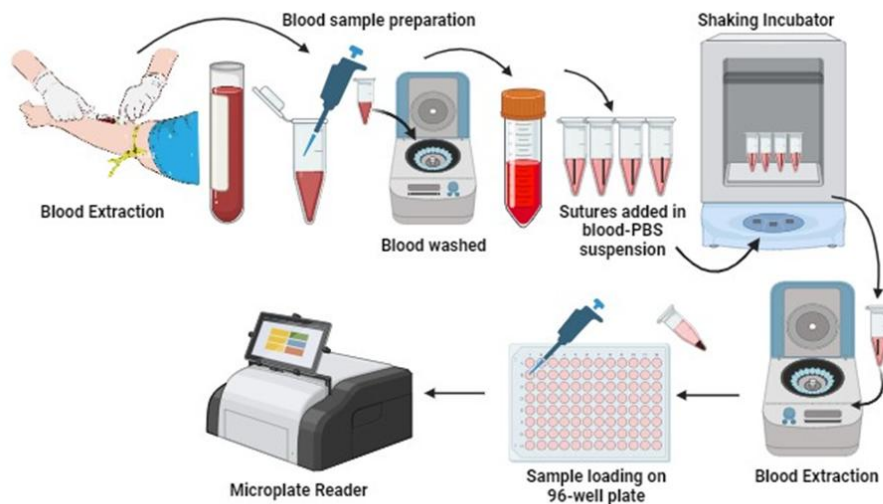 Blood sample preparation
Shaking Incubator
Blood Extraction
Blood washed
Sutures added in
blood-PBS
suspension
Microplate Reader
Sample loading on
96-well plate
Blood Extraction